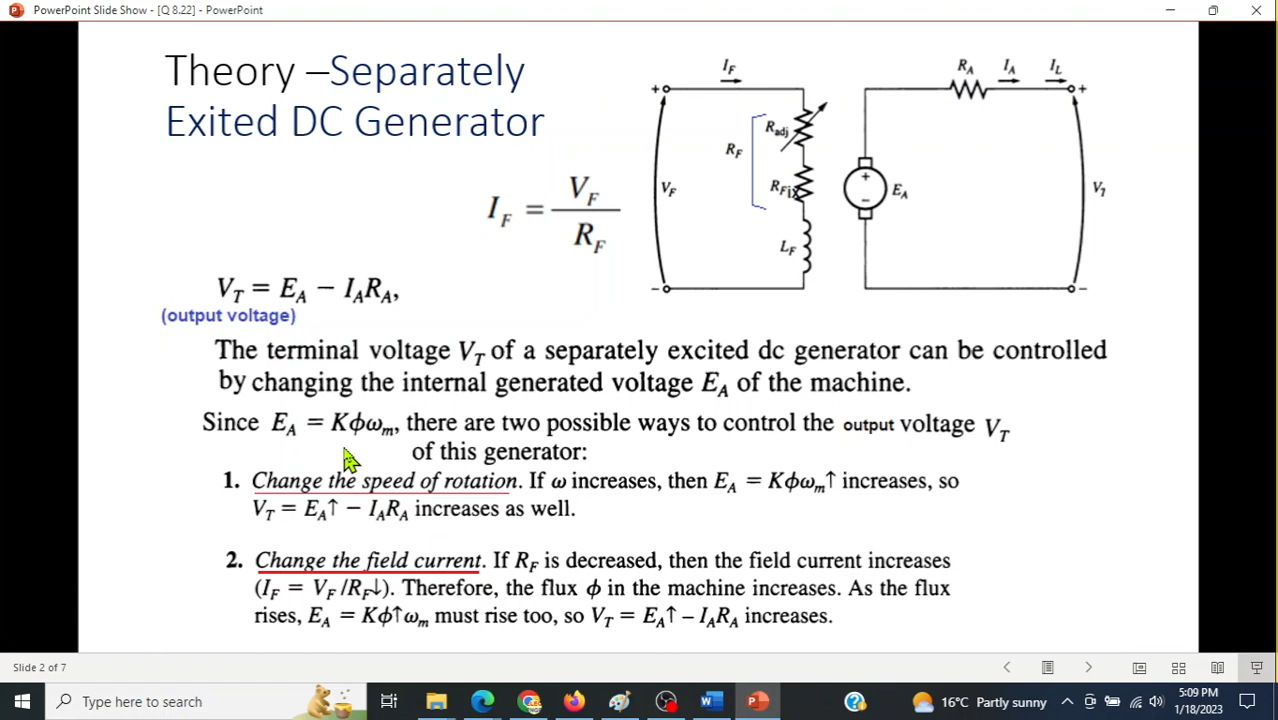 PowerPoint Slide Show - [Q 8.22] - PowerPoint
Theory –Separately
Exited DC Generator
I_F = V_F / R_F
I_F
R_A
I_A
I_L
+
+
R_adj
R_F
V_F
R_Fix
+
–
E_A
V_T
L_F
–
–
V_T = E_A − I_A R_A,
(output voltage)
The terminal voltage V_T of a separately excited dc generator can be controlled
by changing the internal generated voltage E_A of the machine.
Since E_A = Kϕω_m, there are two possible ways to control the output voltage V_T
of this generator:
1. Change the speed of rotation. If ω increases, then E_A = Kϕω_m↑ increases, so
V_T = E_A↑ − I_A R_A increases as well.
2. Change the field current. If R_F is decreased, then the field current increases
(I_F = V_F /R_F↓). Therefore, the flux ϕ in the machine increases. As the flux
rises, E_A = Kϕ↑ω_m must rise too, so V_T = E_A↑ – I_A R_A increases.
Slide 2 of 7
Type here to search
16°C Partly sunny
5:09 PM
1/18/2023